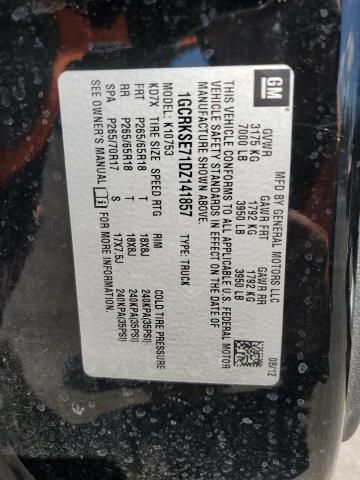 GM
MFD BY GENERAL MOTORS LLC 08/12
GVWR GAWR FRT GAWR RR
3175 KG 1792 KG 1792 KG
7000 LB 3950 LB 3950 LB
THIS VEHICLE CONFORMS TO ALL APPLICABLE U.S. FEDERAL MOTOR
VEHICLE SAFETY STANDARDS IN EFFECT ON THE DATE OF
MANUFACTURE SHOWN ABOVE.
1GCRKSE71DZ141857 TYPE: TRUCK
MODEL: K10753
KD7X TIRE SIZE SPEED RTG RIM COLD TIRE PRESSURE
FRT P265/65R18 T 18X8J 240KPA(35PSI)
RR P265/65R18 T 18X8J 240KPA(35PSI)
SPA P265/70R17 S 17X7.5J 240KPA(35PSI)
SEE OWNER'S MANUAL FOR MORE INFORMATION.